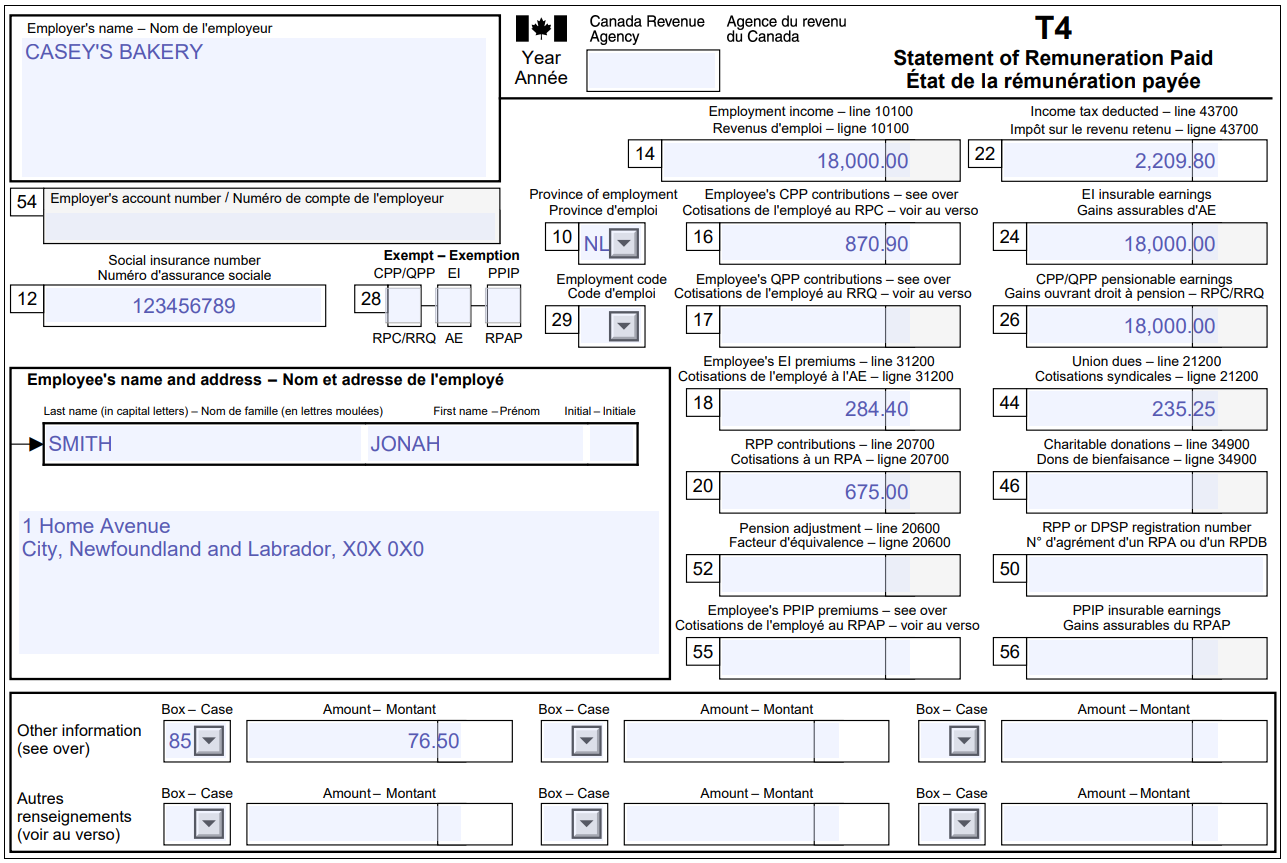 Employer's name – Nom de l'employeur
CASEY'S BAKERY
Canada Revenue Agency
Agence du revenu du Canada
Year
Année
T4
Statement of Remuneration Paid
État de la rémunération payée
Employment income – line 10100
Revenus d'emploi – ligne 10100
14 18,000.00
Income tax deducted – line 43700
Impôt sur le revenu retenu – ligne 43700
22 2,209.80
54 Employer's account number / Numéro de compte de l'employeur
Province of employment
Province d'emploi
10 NL
Employee's CPP contributions – see over
Cotisations de l'employé au RPC – voir au verso
16 870.90
EI insurable earnings
Gains assurables d'AE
24 18,000.00
Social insurance number
Numéro d'assurance sociale
12 123456789
Exempt – Exemption
CPP/QPP EI PPIP
28
RPC/RRQ AE RPAP
Employment code
Code d'emploi
29
Employee's QPP contributions – see over
Cotisations de l'employé au RRQ – voir au verso
17
CPP/QPP pensionable earnings
Gains ouvrant droit à pension – RPC/RRQ
26 18,000.00
Employee's name and address – Nom et adresse de l'employé
Last name (in capital letters) – Nom de famille (en lettres moulées) First name – Prénom Initial – Initiale
SMITH JONAH
1 Home Avenue
City, Newfoundland and Labrador, X0X 0X0
Employee's EI premiums – line 31200
Cotisations de l'employé à l'AE – ligne 31200
18 284.40
Union dues – line 21200
Cotisations syndicales – ligne 21200
44 235.25
RPP contributions – line 20700
Cotisations à un RPA – ligne 20700
20 675.00
Charitable donations – line 34900
Dons de bienfaisance – ligne 34900
46
Pension adjustment – line 20600
Facteur d'équivalence – ligne 20600
52
RPP or DPSP registration number
N° d'agrément d'un RPA ou d'un RPDB
50
Employee's PPIP premiums – see over
Cotisations de l'employé au RPAP – voir au verso
55
PPIP insurable earnings
Gains assurables du RPAP
56
Box – Case Amount – Montant Box – Case Amount – Montant Box – Case Amount – Montant
Other information
(see over)
85 76.50
Box – Case Amount – Montant Box – Case Amount – Montant Box – Case Amount – Montant
Autres
renseignements
(voir au verso)